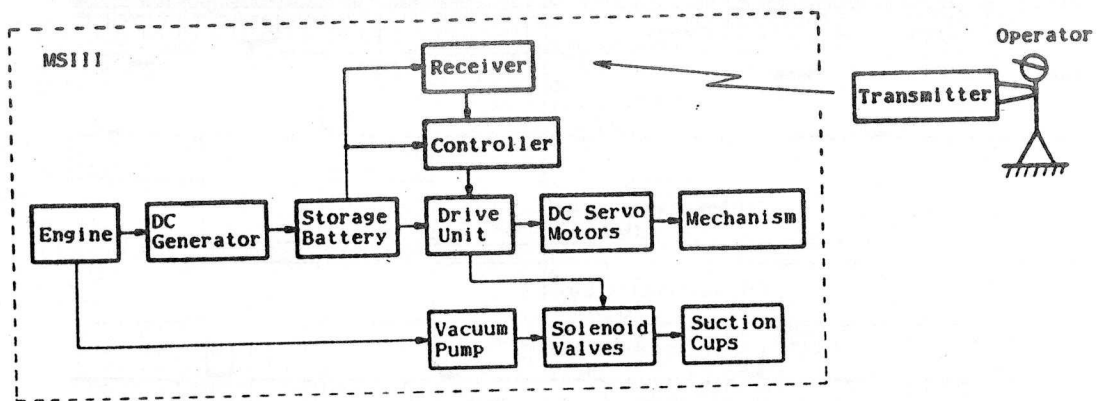 MSIII
Operator
Receiver
Transmitter
Controller
Engine
DC
Generator
Storage
Battery
Drive
Unit
DC Servo
Motors
Mechanism
Vacuum
Pump
Solenoid
Valves
Suction
Cups